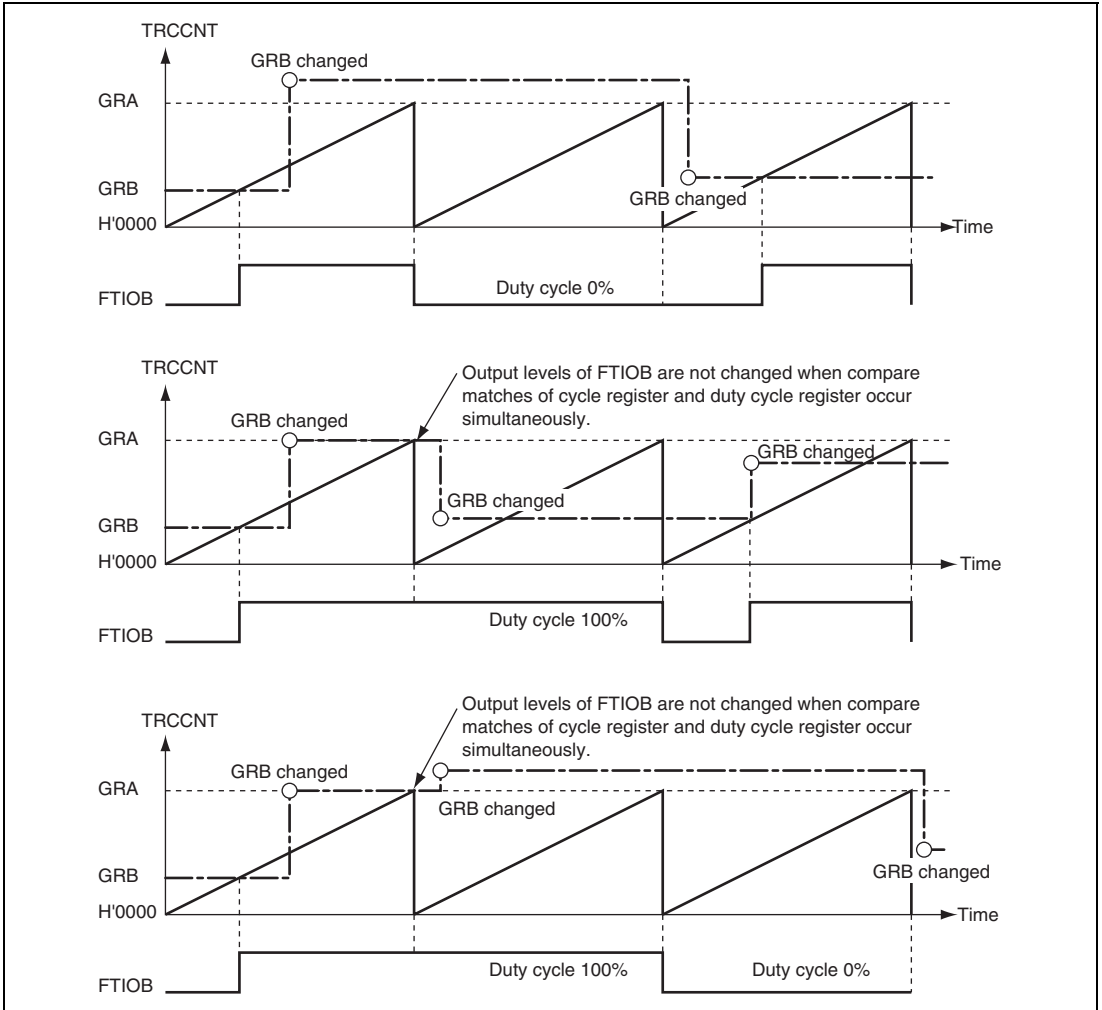 TRCCNT
GRB changed
GRA
GRB
GRB changed
H'0000
Time
Duty cycle 0%
FTIOB
TRCCNT
Output levels of FTIOB are not changed when compare
matches of cycle register and duty cycle register occur
simultaneously.
GRB changed
GRA
GRB changed
GRB changed
GRB
H'0000
Time
Duty cycle 100%
FTIOB
Output levels of FTIOB are not changed when compare
matches of cycle register and duty cycle register occur
simultaneously.
TRCCNT
GRB changed
GRA
GRB changed
GRB
GRB changed
H'0000
Time
Duty cycle 100%
Duty cycle 0%
FTIOB